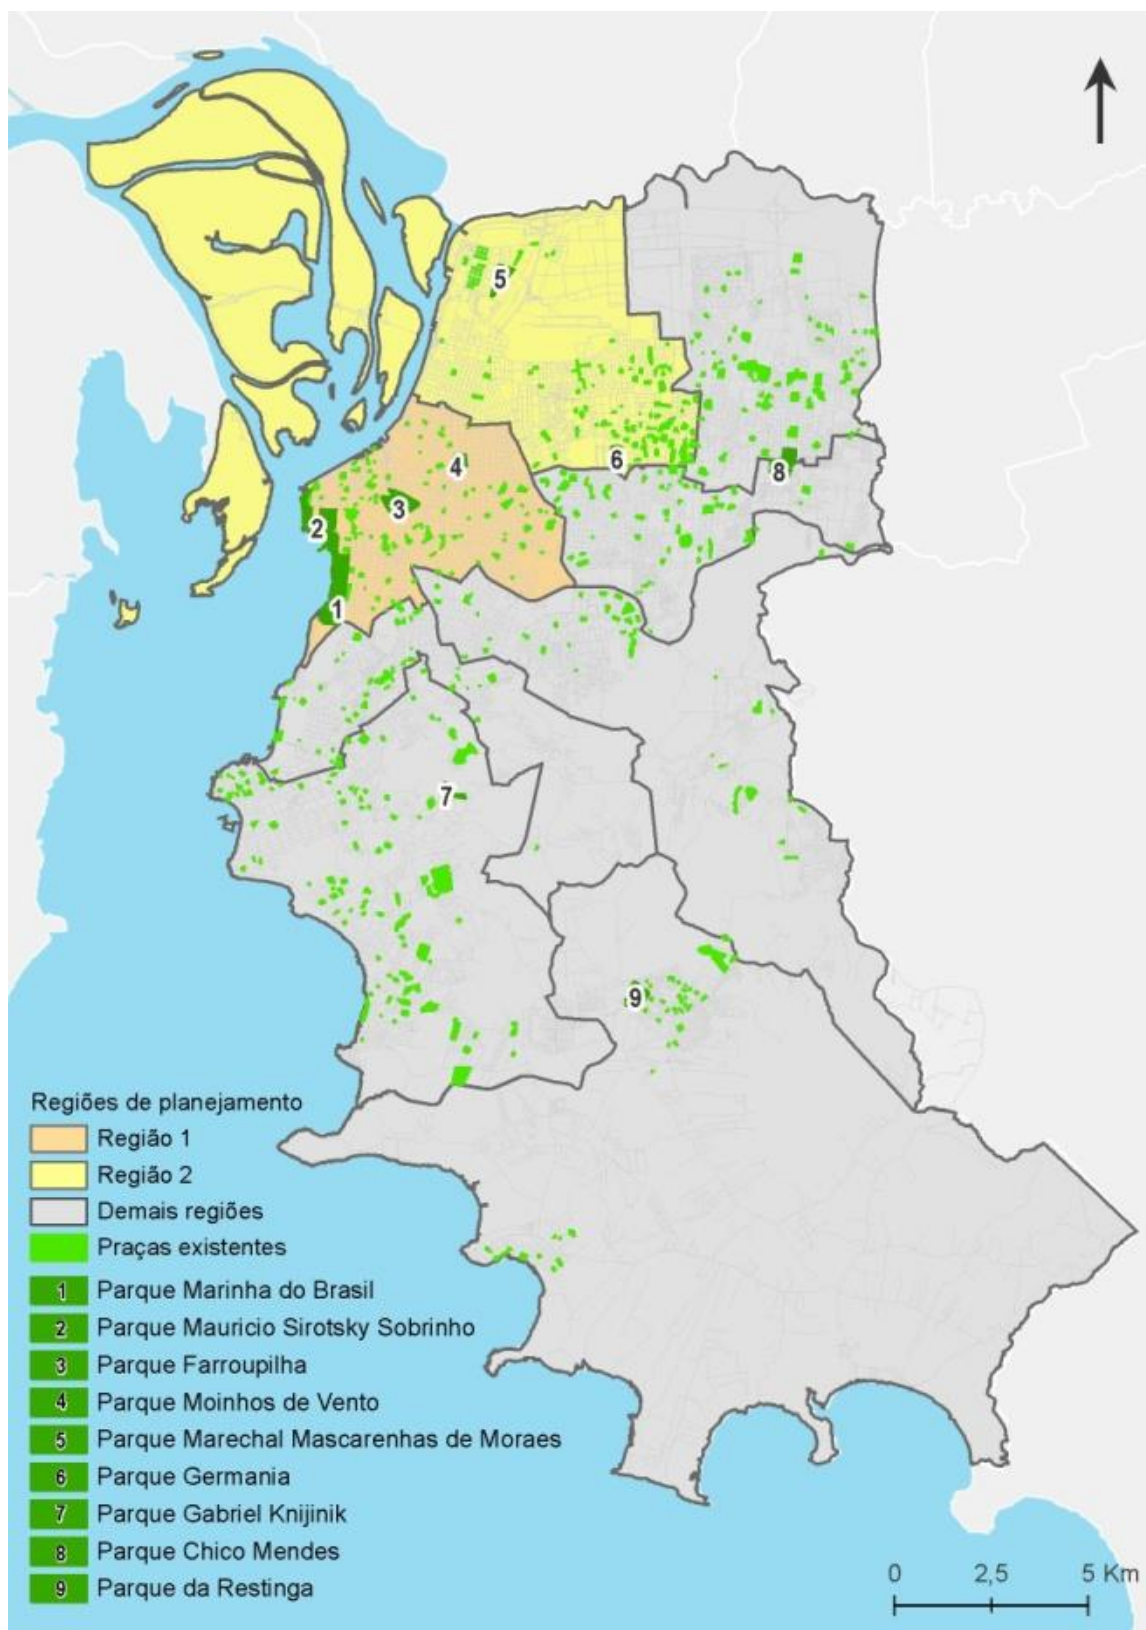 5
6
4
8
3
2
1
7
9
Regiões de planejamento
Região 1
Região 2
Demais regiões
Praças existentes
1 Parque Marinha do Brasil
2 Parque Mauricio Sirotsky Sobrinho
3 Parque Farroupilha
4 Parque Moinhos de Vento
5 Parque Marechal Mascarenhas de Moraes
6 Parque Germania
7 Parque Gabriel Knijinik
8 Parque Chico Mendes
9 Parque da Restinga
0 2,5 5 Km